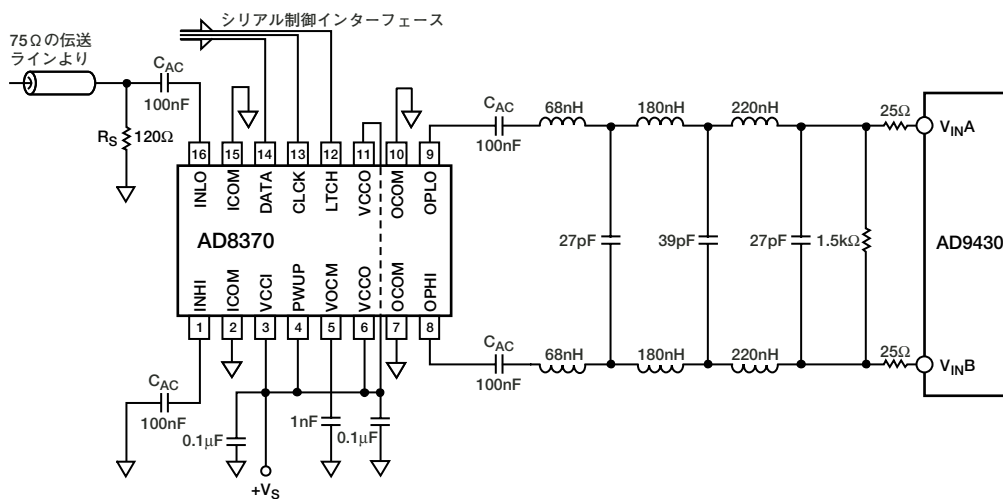 シリアル制御インターフェース
75Ωの伝送
ラインより
CAC
100nF
RS
120Ω
16 15 14 13 12 11 10 9
INLO ICOM DATA CLCK LTCH VCCO OCOM OPLO
AD8370
INHI ICOM VCCI PWUP VOCM VCCO OCOM OPHI
1 2 3 4 5 6 7 8
CAC
100nF
0.1μF
1nF
0.1μF
+VS
CAC
100nF
68nH
180nH
220nH
25Ω
VINA
27pF
39pF
27pF
1.5kΩ
AD9430
CAC
100nF
68nH
180nH
220nH
25Ω
VINB